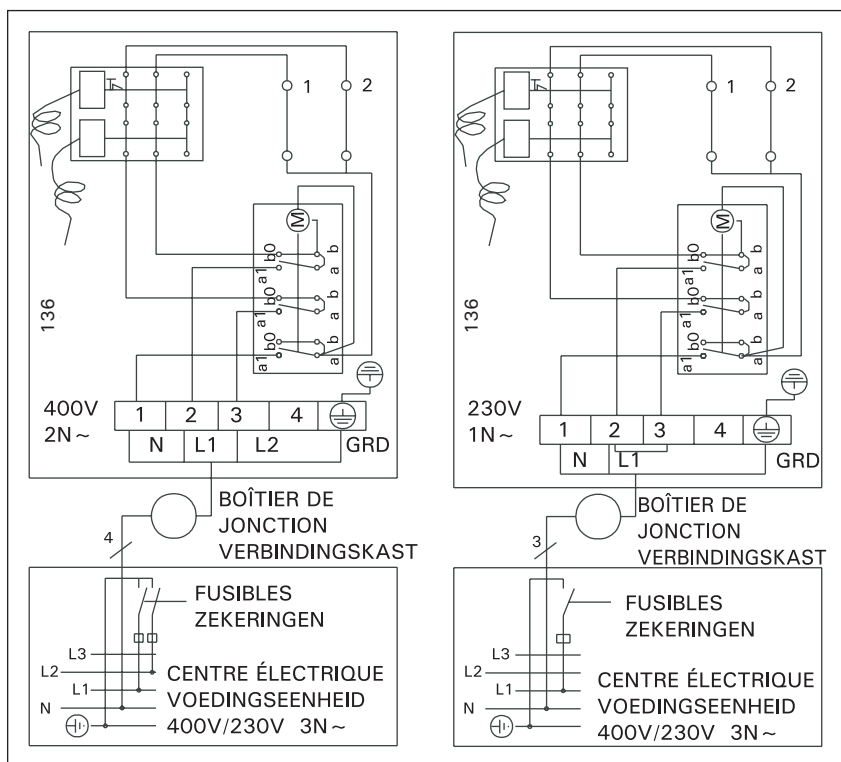 1 2
M
b0 b
a1 a
b0 b
a1 a
b0 b
a1 a
136
400V
2N~
1 2 3 4
N L1 L2 GRD
BOÎTIER DE
JONCTION
VERBINDINGSKAST
4
FUSIBLES
ZEKERINGEN
L3
L2
L1
N
CENTRE ÉLECTRIQUE
VOEDINGSEENHEID
400V/230V 3N~
1 2
M
b0 b
a1 a
b0 b
a1 a
b0 b
a1 a
136
230V
1N~
1 2 3 4
N L1 GRD
BOÎTIER DE
JONCTION
VERBINDINGSKAST
3
FUSIBLES
ZEKERINGEN
L3
L2
L1
N
CENTRE ÉLECTRIQUE
VOEDINGSEENHEID
400V/230V 3N~